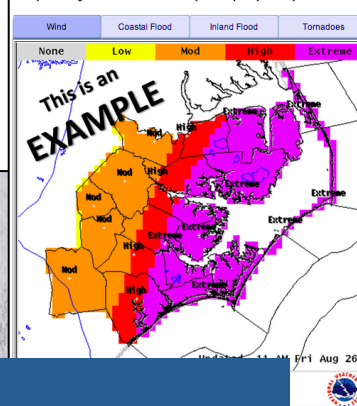 Wind Coastal Flood Inland Flood Tornadoes
None Low Mod High Extreme
This is an
EXAMPLE
Extreme
Extreme
Mod
High
Mod
High
Extreme
Mod
Extreme
Mod
Extreme
Extreme
High
Mod
Extreme
High
Extreme
Updated 11 AM Fri Aug 26